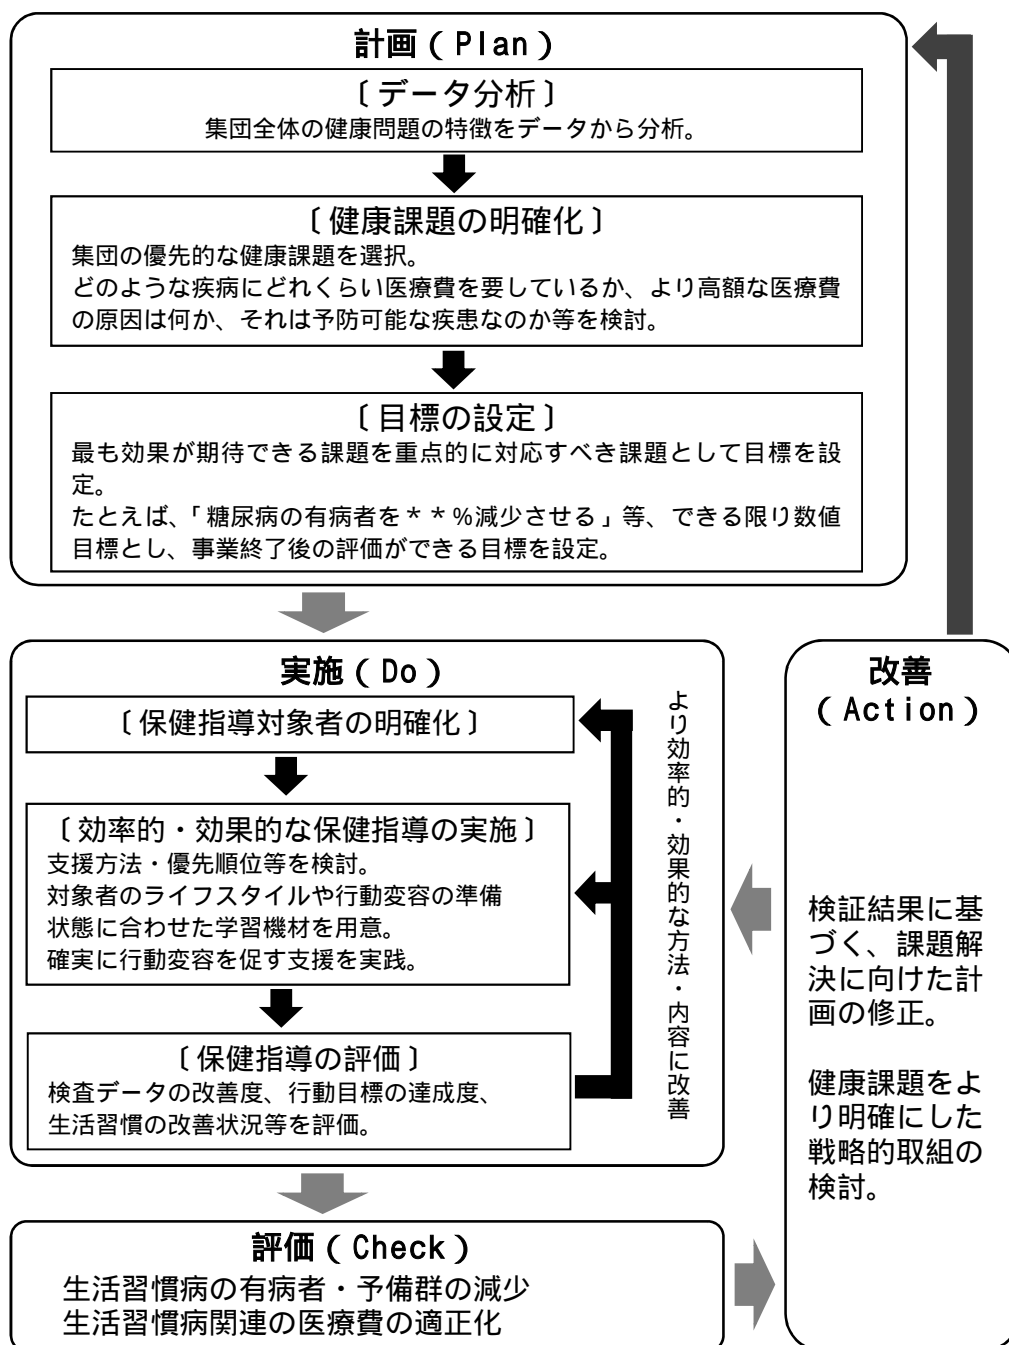 計画（Plan）
〔データ分析〕
集団全体の健康問題の特徴をデータから分析。
〔健康課題の明確化〕
集団の優先的な健康課題を選択。
どのような疾病にどれくらい医療費を要しているか、より高額な医療費
の原因は何か、それは予防可能な疾患なのか等を検討。
〔目標の設定〕
最も効果が期待できる課題を重点的に対応すべき課題として目標を設
定。
たとえば、「糖尿病の有病者を＊＊％減少させる」等、できる限り数値
目標とし、事業終了後の評価ができる目標を設定。
実施（Do）
〔保健指導対象者の明確化〕
〔効率的・効果的な保健指導の実施〕
支援方法・優先順位等を検討。
対象者のライフスタイルや行動変容の準備
状態に合わせた学習機材を用意。
確実に行動変容を促す支援を実践。
〔保健指導の評価〕
検査データの改善度、行動目標の達成度、
生活習慣の改善状況等を評価。
より効率的・効果的な方法・内容に改善
評価（Check）
生活習慣病の有病者・予備群の減少
生活習慣病関連の医療費の適正化
改善
（Action）
検証結果に基
づく、課題解
決に向けた計
画の修正。
健康課題をよ
り明確にした
戦略的取組の
検討。